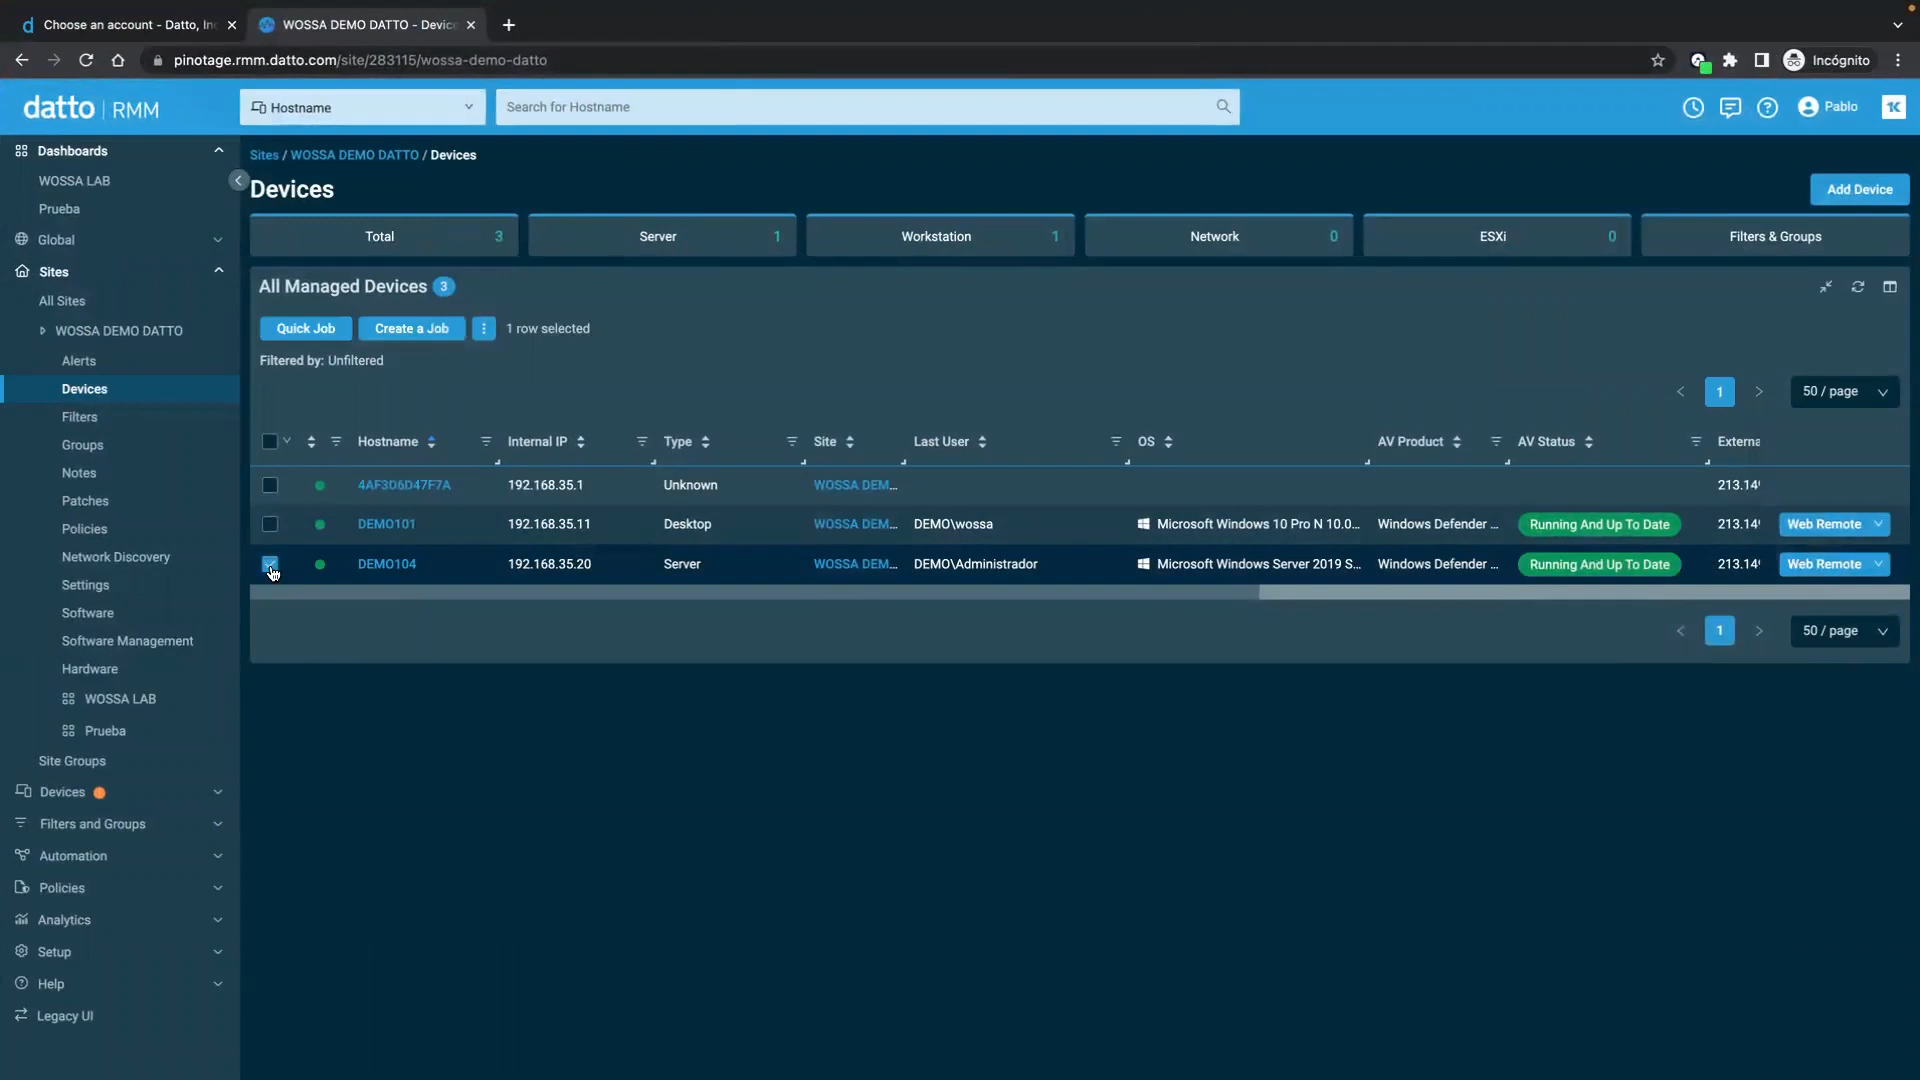 Choose an account - Datto, In
WOSSA DEMO DATTO - Device
pinotage.rmm.datto.com/site/283115/wossa-demo-datto
Incógnito
datto | RMM
Hostname
Search for Hostname
Pablo
Dashboards
WOSSA LAB
Prueba
Global
Sites
All Sites
WOSSA DEMO DATTO
Alerts
Devices
Filters
Groups
Notes
Patches
Policies
Network Discovery
Settings
Software
Software Management
Hardware
WOSSA LAB
Prueba
Site Groups
Devices
Filters and Groups
Automation
Policies
Analytics
Setup
Help
Legacy UI
Sites / WOSSA DEMO DATTO / Devices
Devices
Add Device
Total 3
Server 1
Workstation 1
Network 0
ESXi 0
Filters & Groups
All Managed Devices 3
Quick Job Create a Job 1 row selected
Filtered by: Unfiltered
1 50 / page
Hostname Internal IP Type Site Last User OS AV Product AV Status Externa
4AF3D6D47F7A 192.168.35.1 Unknown WOSSA DEM... 213.149
DEMO101 192.168.35.11 Desktop WOSSA DEM... DEMO\wossa Microsoft Windows 10 Pro N 10.0... Windows Defender ... Running And Up To Date 213.149 Web Remote
DEMO104 192.168.35.20 Server WOSSA DEM... DEMO\Administrador Microsoft Windows Server 2019 S... Windows Defender ... Running And Up To Date 213.149 Web Remote
1 50 / page